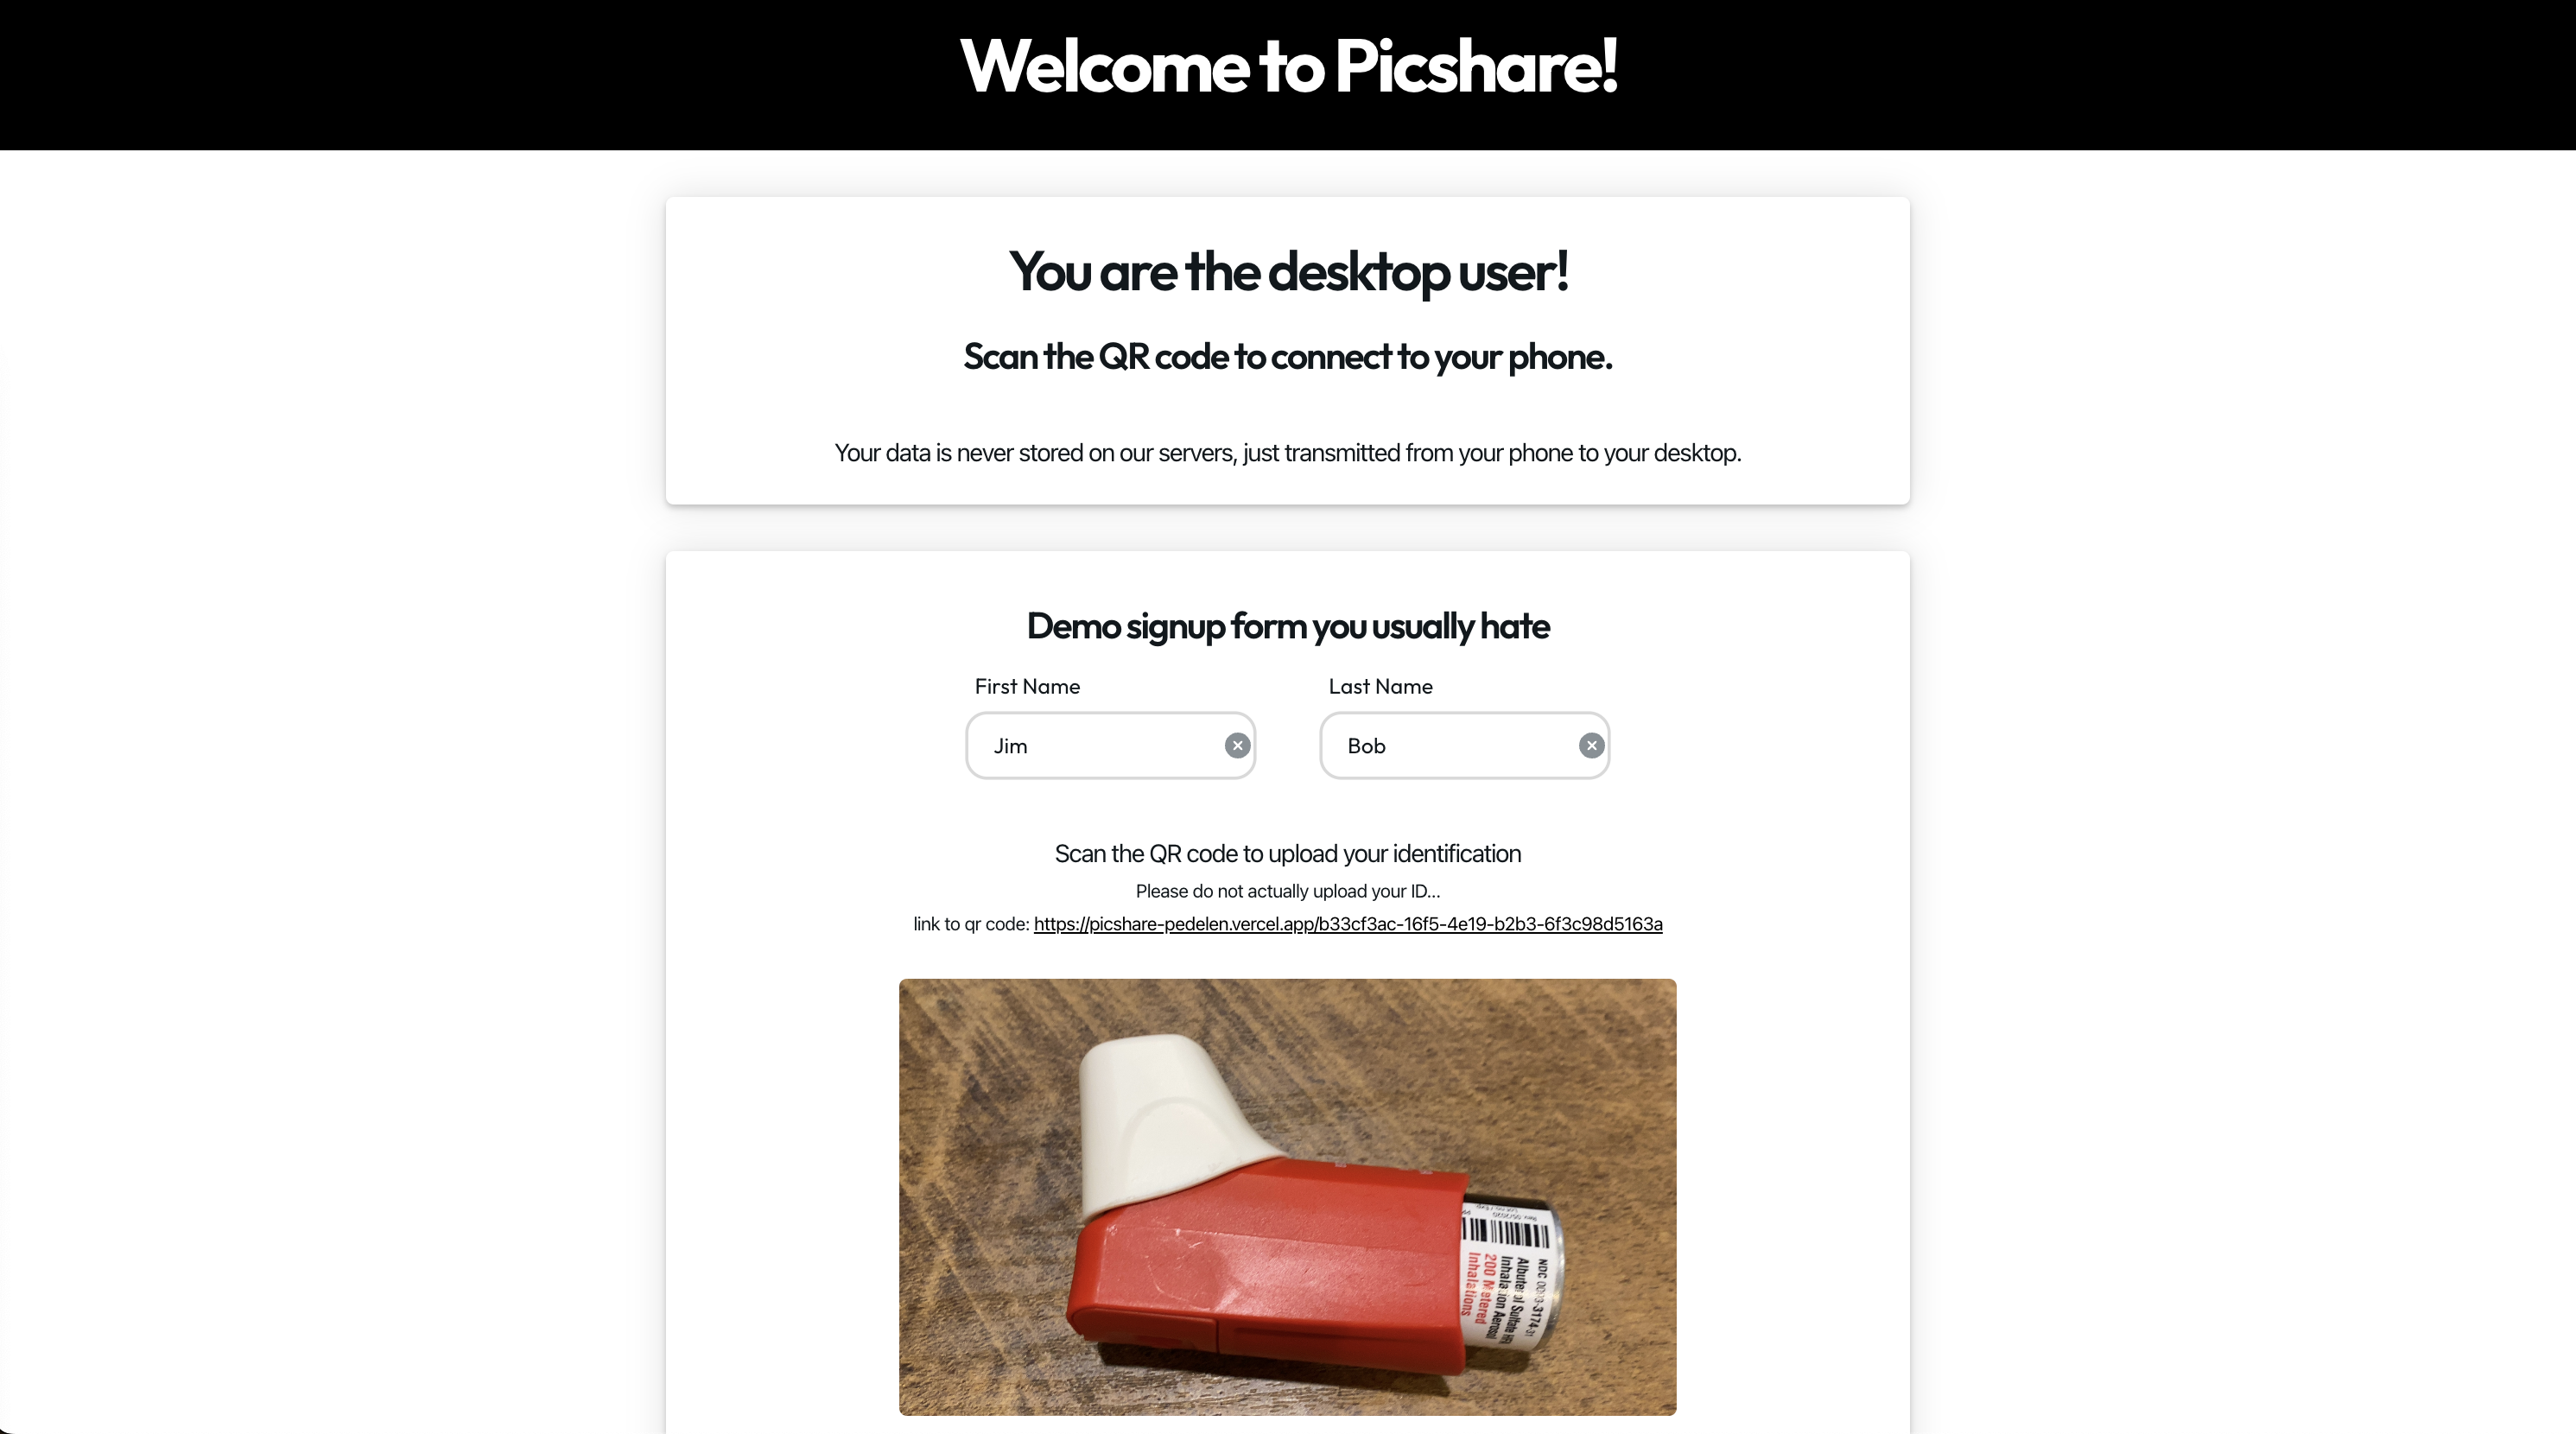 Welcome to Picshare!
You are the desktop user!
Scan the QR code to connect to your phone.
Your data is never stored on our servers, just transmitted from your phone to your desktop.
Demo signup form you usually hate
First Name
Last Name
Jim
Bob
Scan the QR code to upload your identification
Please do not actually upload your ID...
link to qr code: https://picshare-pedelen.vercel.app/b33cf3ac-16f5-4e19-b2b3-6f3c98d5163a
NDC
Albuterol Sulfate HFA
Inhalation Aerosol
200 Metered
Inhalations
Rev. 05/2020